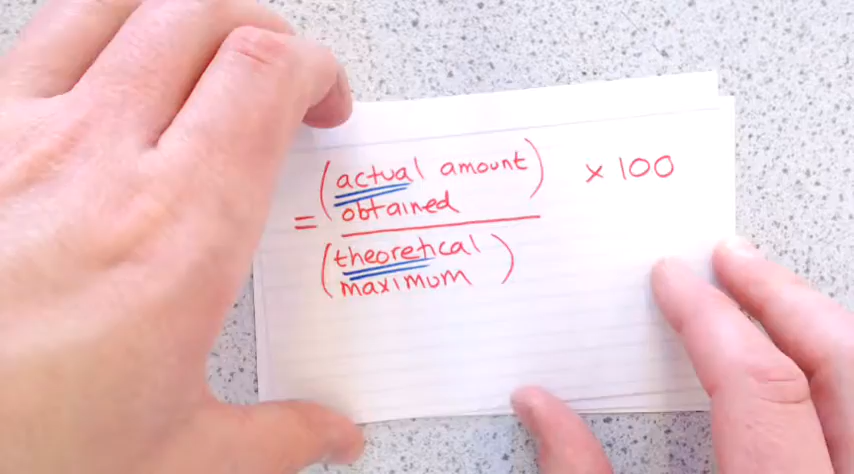 (actual amount) × 100
obtained
=
(theoretical)
maximum